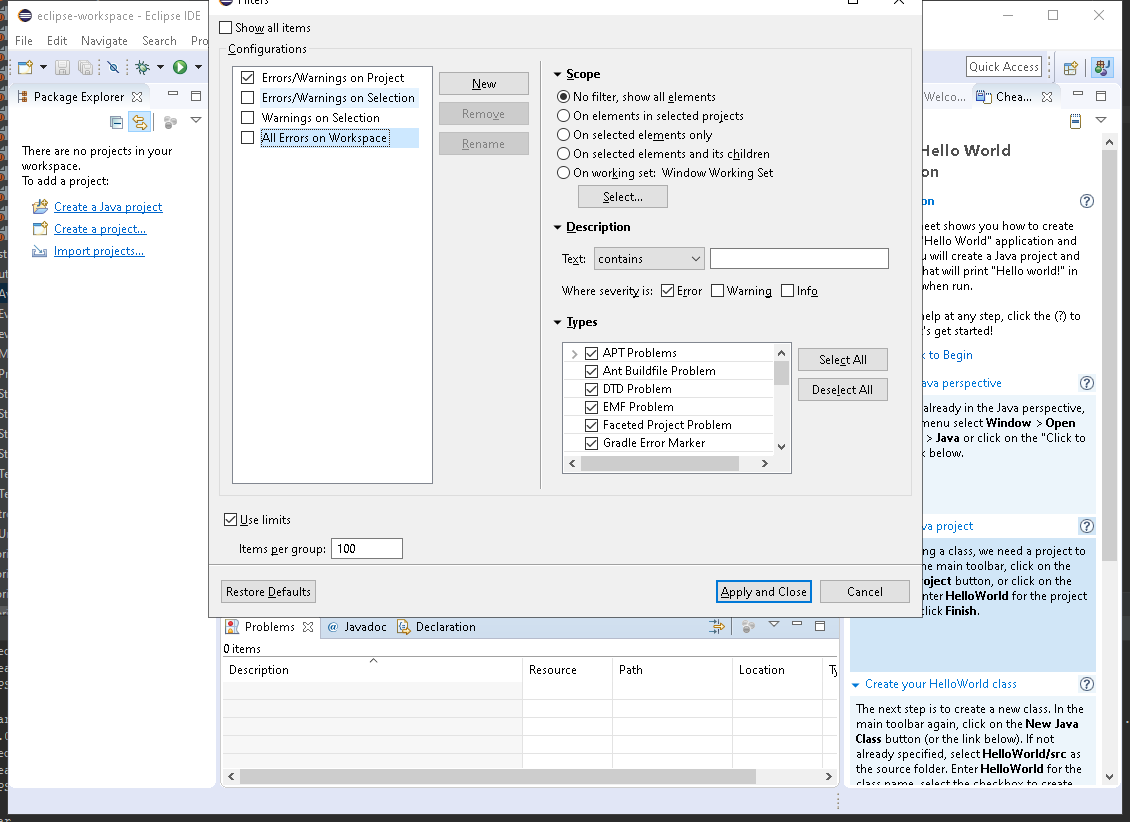 eclipse-workspace - Eclipse IDE
File Edit Navigate Search Pro
Package Explorer
There are no projects in your
workspace.
To add a project:
Create a Java project
Create a project...
Import projects...
Filters
Show all items
Configurations
Errors/Warnings on Project
Errors/Warnings on Selection
Warnings on Selection
All Errors on Workspace
New
Remove
Rename
Scope
No filter, show all elements
On elements in selected projects
On selected elements only
On selected elements and its children
On working set: Window Working Set
Select...
Description
Text: contains
Where severity is: Error Warning Info
Types
APT Problems
Ant Buildfile Problem
DTD Problem
EMF Problem
Faceted Project Problem
Gradle Error Marker
Select All
Deselect All
Use limits
Items per group: 100
Restore Defaults
Apply and Close
Cancel
Problems Javadoc @ Declaration
0 items
Description Resource Path Location Ty
Quick Access
Welco... Chea...
Hello World
on
on
eet shows you how to create
"Hello World" application and
u will create a Java project and
hat will print "Hello world!" in
when run.
elp at any step, click the (?) to
's get started!
k to Begin
ava perspective
already in the Java perspective,
menu select Window > Open
> Java or click on the "Click to
k below.
va project
ng a class, we need a project to
he main toolbar, click on the
oject button, or click on the
nter HelloWorld for the project
click Finish.
Create your HelloWorld class
The next step is to create a new class. In the
main toolbar again, click on the New Java
Class button (or the link below). If not
already specified, select HelloWorld/src as
the source folder. Enter HelloWorld for the
class name, select the checkbox to create